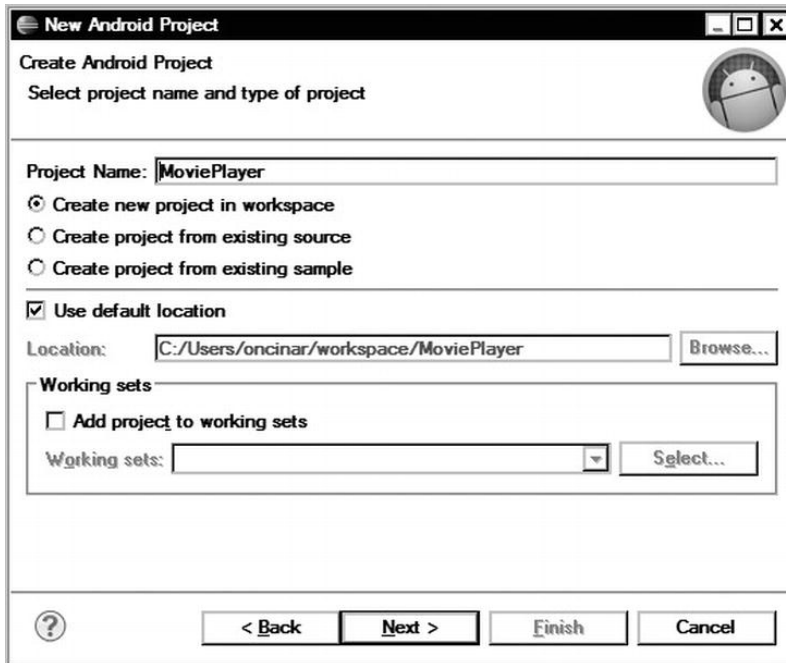 New Android Project
Create Android Project
Select project name and type of project
Project Name: MoviePlayer
Create new project in workspace
Create project from existing source
Create project from existing sample
Use default location
Location: C:/Users/oncinar/workspace/MoviePlayer Browse...
Working sets
Add project to working sets
Working sets: Select...
? < Back Next > Finish Cancel